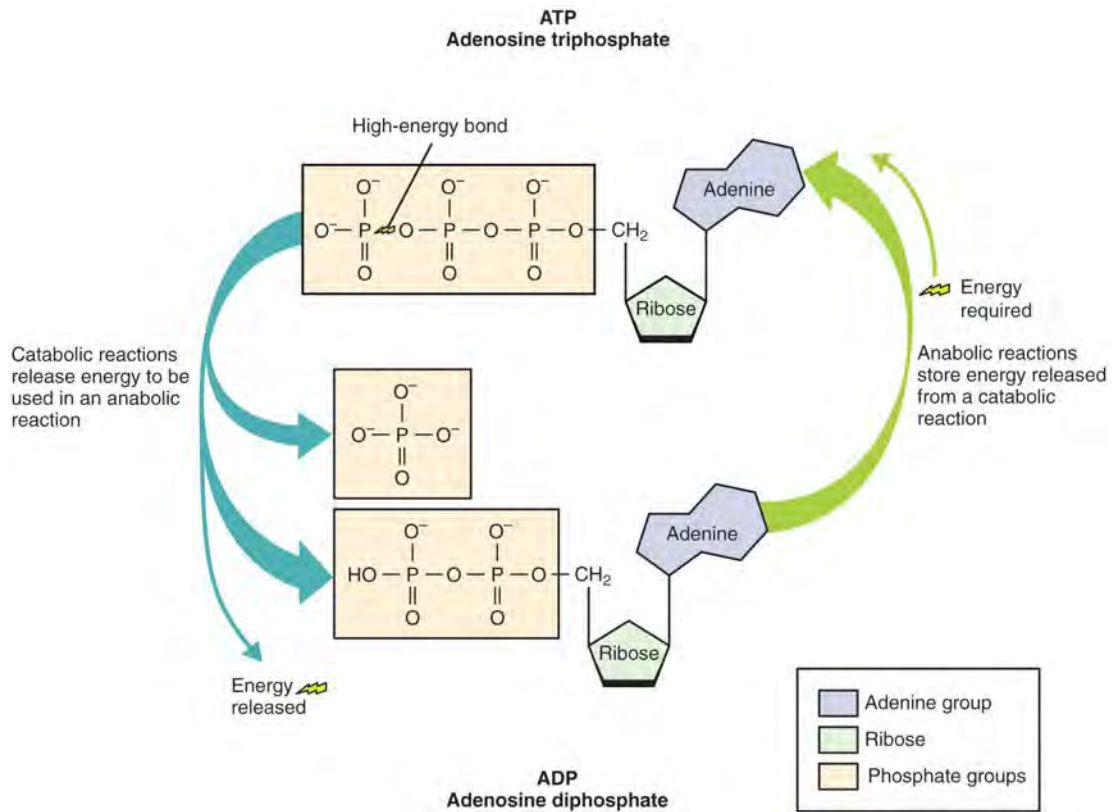 ATP
Adenosine triphosphate
High-energy bond
O⁻ O⁻ O⁻
O⁻ — P O — P — O — P — O — CH₂
O O O
Adenine
Ribose
Energy
required
Catabolic reactions
release energy to be
used in an anabolic
reaction
Anabolic reactions
store energy released
from a catabolic
reaction
O⁻
O⁻ — P — O⁻
O
O⁻ O⁻
HO — P — O — P — O — CH₂
O O
Adenine
Ribose
Energy
released
Adenine group
Ribose
Phosphate groups
ADP
Adenosine diphosphate